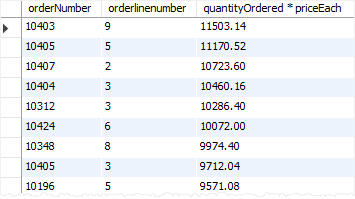 orderNumber orderlinenumber quantityOrdered * priceEach
10403 9 11503.14
10405 5 11170.52
10407 2 10723.60
10404 3 10460.16
10312 3 10286.40
10424 6 10072.00
10348 8 9974.40
10405 3 9712.04
10196 5 9571.08